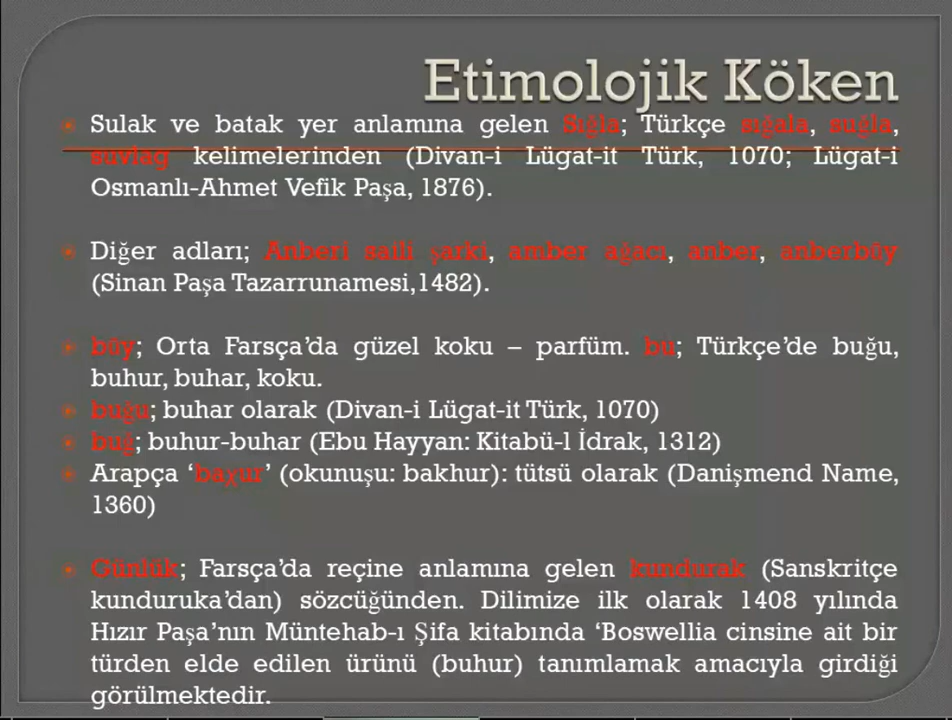 Etimolojik Köken
Sulak ve batak yer anlamına gelen Sığla; Türkçe sığala, suğla,
suvlag kelimelerinden (Divan-i Lügat-it Türk, 1070; Lügat-i
Osmanlı-Ahmet Vefik Paşa, 1876).
Diğer adları; Anberi saili şarki, amber ağacı, anber, anberbûy
(Sinan Paşa Tazarrunamesi,1482).
bûy; Orta Farsça’da güzel koku – parfüm. bu; Türkçe’de buğu,
buhur, buhar, koku.
buğu; buhar olarak (Divan-i Lügat-it Türk, 1070)
buğ; buhur-buhar (Ebu Hayyan: Kitabü-l İdrak, 1312)
Arapça ‘baχur’ (okunuşu: bakhur): tütsü olarak (Danişmend Name,
1360)
Günlük; Farsça’da reçine anlamına gelen kundurak (Sanskritçe
kunduruka’dan) sözcüğünden. Dilimize ilk olarak 1408 yılında
Hızır Paşa’nın Müntehab-ı Şifa kitabında ‘Boswellia cinsine ait bir
türden elde edilen ürünü (buhur) tanımlamak amacıyla girdiği
görülmektedir.